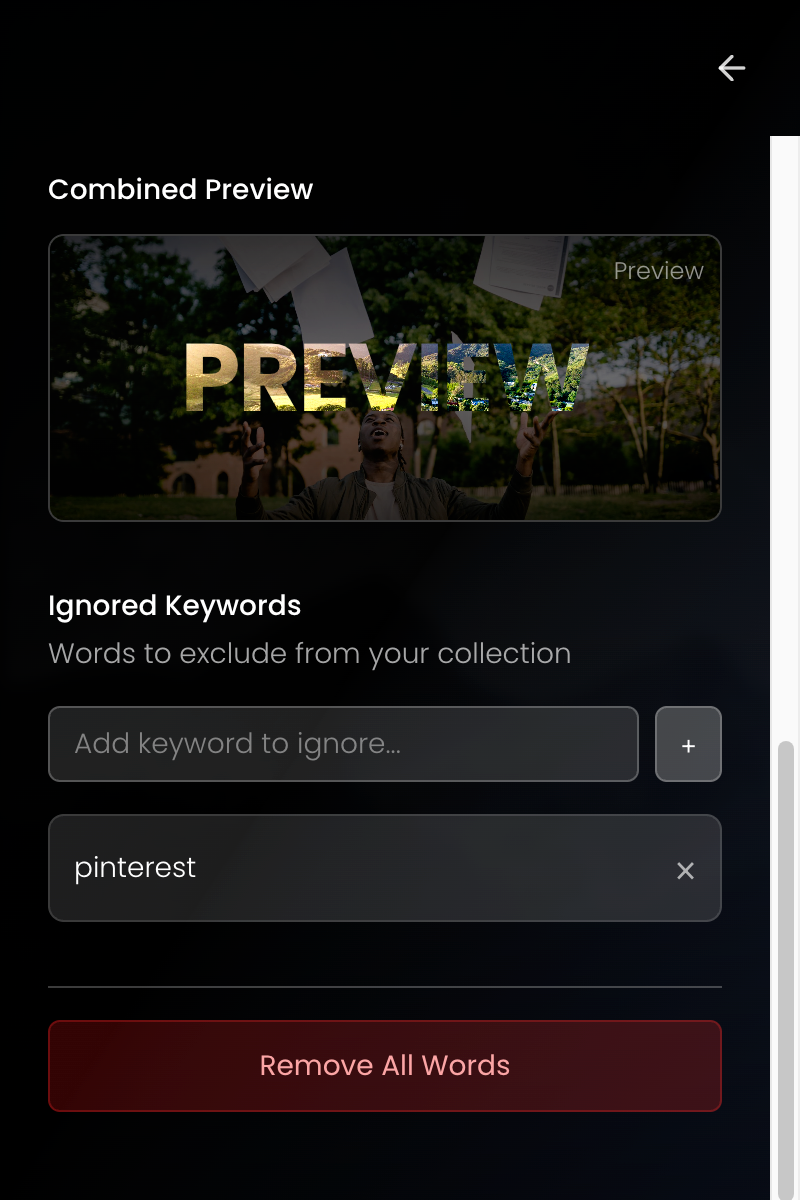 Combined Preview
Preview
PREVIEW
Ignored Keywords
Words to exclude from your collection
Add keyword to ignore...
+
pinterest
×
Remove All Words